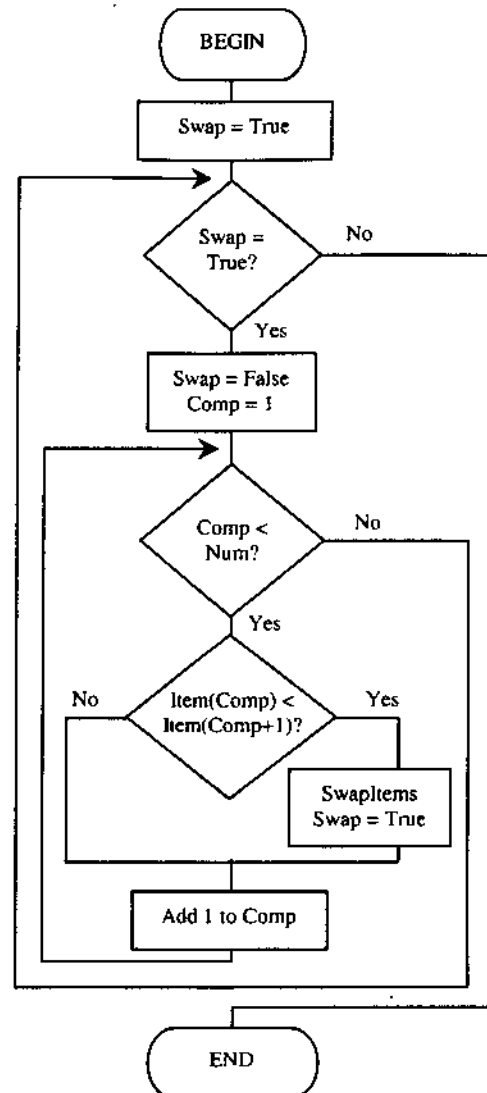 BEGIN
Swap = True
Swap =
True?
No
Yes
Swap = False
Comp = 1
Comp <
Num?
No
Yes
No
Item(Comp) <
Item(Comp+1)?
Yes
SwapItems
Swap = True
Add 1 to Comp
END